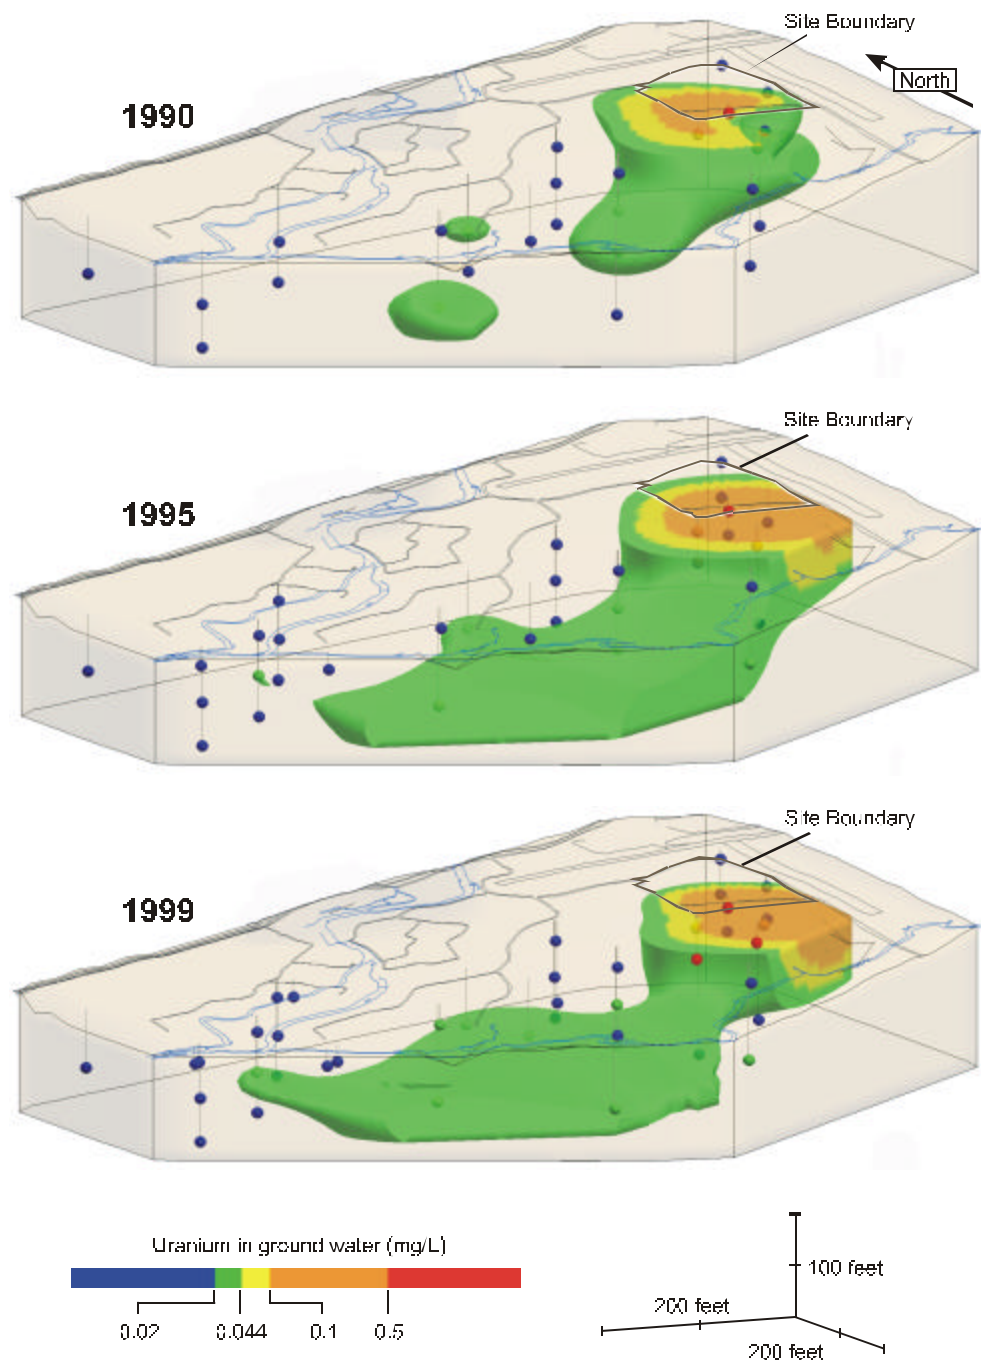 Site Boundary
North
1990
Site Boundary
1995
Site Boundary
1999
Uranium in ground water (mg/L)
0.02
0.044
0.1
0.5
100 feet
200 feet
200 feet